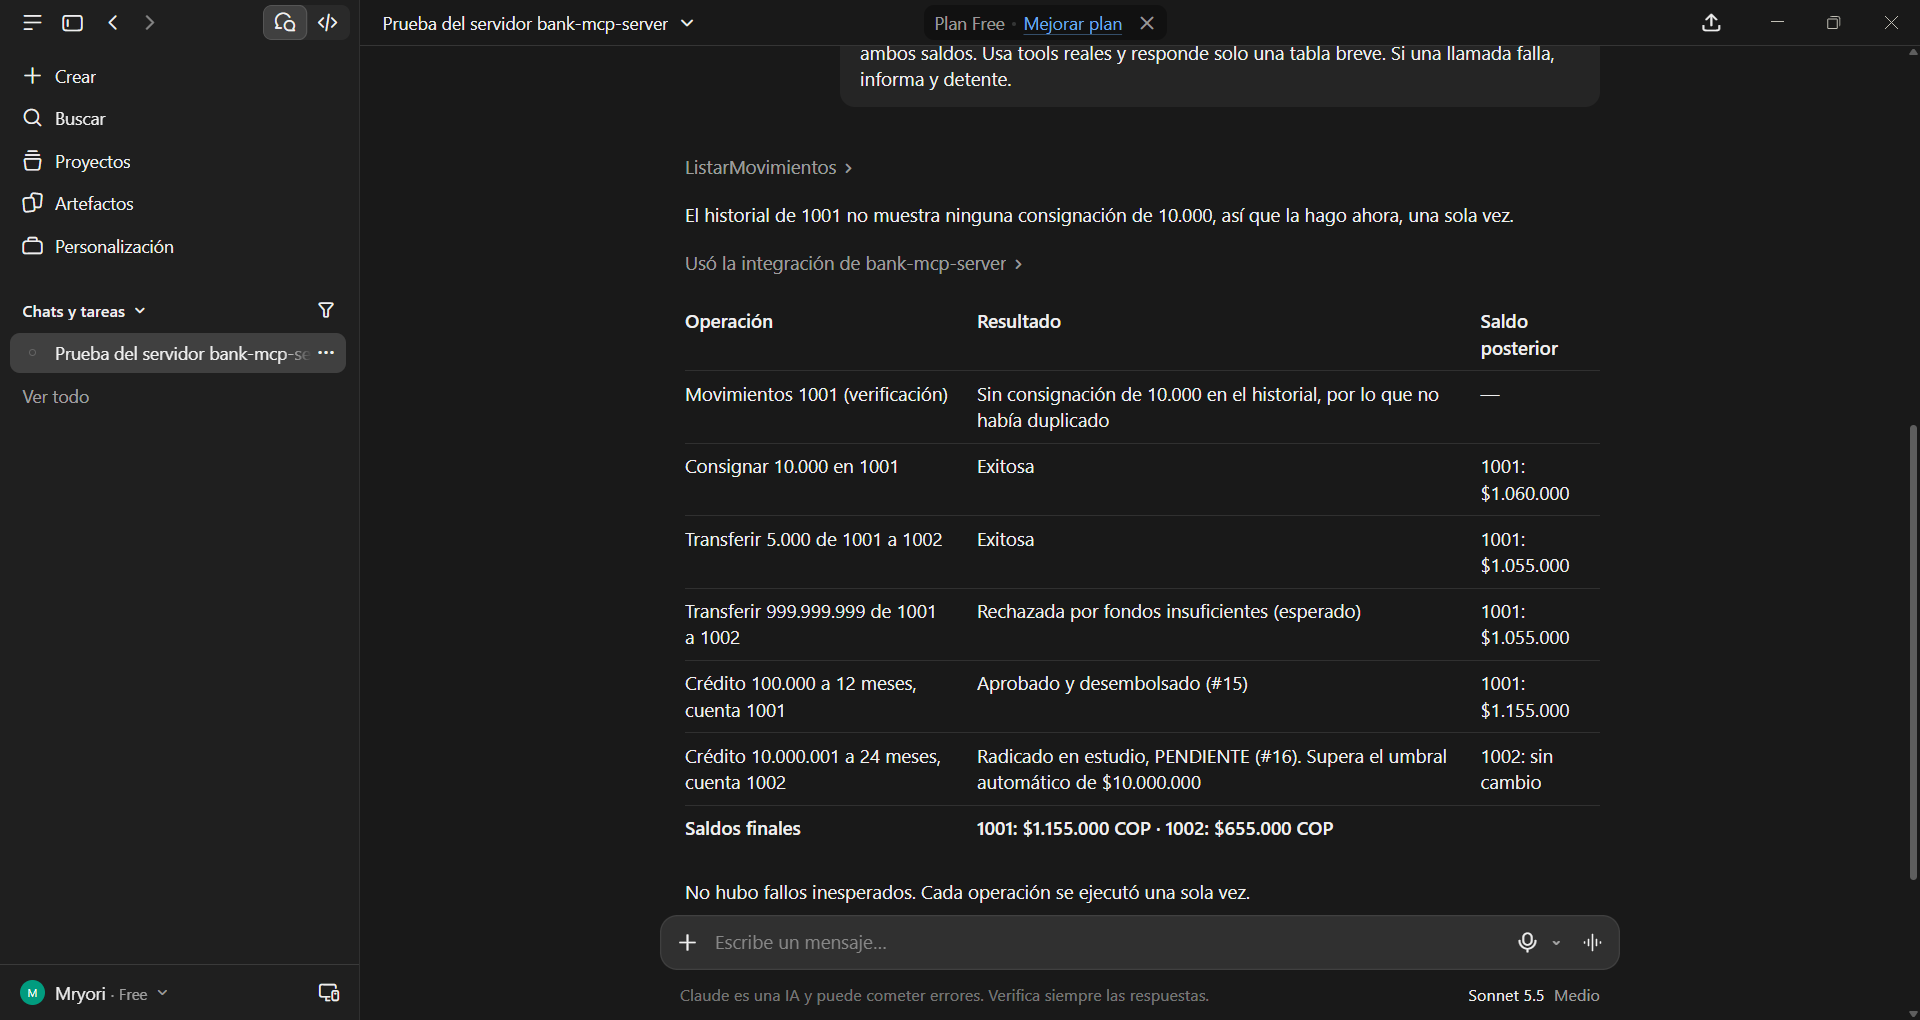 Prueba del servidor bank-mcp-server
Plan Free · Mejorar plan
Crear
Buscar
Proyectos
Artefactos
Personalización
Chats y tareas
Prueba del servidor bank-mcp-se
Ver todo
ambos saldos. Usa tools reales y responde solo una tabla breve. Si una llamada falla,
informa y detente.
ListarMovimientos
El historial de 1001 no muestra ninguna consignación de 10.000, así que la hago ahora, una sola vez.
Usó la integración de bank-mcp-server
Operación Resultado Saldo
posterior
Movimientos 1001 (verificación) Sin consignación de 10.000 en el historial, por lo que no —
había duplicado
Consignar 10.000 en 1001 Exitosa 1001:
$1.060.000
Transferir 5.000 de 1001 a 1002 Exitosa 1001:
$1.055.000
Transferir 999.999.999 de 1001 Rechazada por fondos insuficientes (esperado) 1001:
a 1002 $1.055.000
Crédito 100.000 a 12 meses, Aprobado y desembolsado (#15) 1001:
cuenta 1001 $1.155.000
Crédito 10.000.001 a 24 meses, Radicado en estudio, PENDIENTE (#16). Supera el umbral 1002: sin
cuenta 1002 automático de $10.000.000 cambio
Saldos finales 1001: $1.155.000 COP · 1002: $655.000 COP
No hubo fallos inesperados. Cada operación se ejecutó una sola vez.
Escribe un mensaje...
M Mryori · Free
Claude es una IA y puede cometer errores. Verifica siempre las respuestas.
Sonnet 5.5 Medio